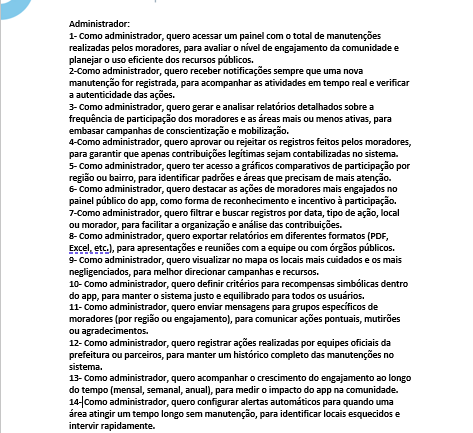 Administrador:
1- Como administrador, quero acessar um painel com o total de manutenções
realizadas pelos moradores, para avaliar o nível de engajamento da comunidade e
planejar o uso eficiente dos recursos públicos.
2-Como administrador, quero receber notificações sempre que uma nova
manutenção for registrada, para acompanhar as atividades em tempo real e verificar
a autenticidade das ações.
3- Como administrador, quero gerar e analisar relatórios detalhados sobre a
frequência de participação dos moradores e as áreas mais ou menos ativas, para
embasar campanhas de conscientização e mobilização.
4-Como administrador, quero aprovar ou rejeitar os registros feitos pelos moradores,
para garantir que apenas contribuições legítimas sejam contabilizadas no sistema.
5- Como administrador, quero ter acesso a gráficos comparativos de participação por
região ou bairro, para identificar padrões e áreas que precisam de mais atenção.
6- Como administrador, quero destacar as ações de moradores mais engajados no
painel público do app, como forma de reconhecimento e incentivo à participação.
7-Como administrador, quero filtrar e buscar registros por data, tipo de ação, local
ou morador, para facilitar a organização e análise das contribuições.
8- Como administrador, quero exportar relatórios em diferentes formatos (PDF,
Excel, etc.), para apresentações e reuniões com a equipe ou com órgãos públicos.
9- Como administrador, quero visualizar no mapa os locais mais cuidados e os mais
negligenciados, para melhor direcionar campanhas e recursos.
10- Como administrador, quero definir critérios para recompensas simbólicas dentro
do app, para manter o sistema justo e equilibrado para todos os usuários.
11- Como administrador, quero enviar mensagens para grupos específicos de
moradores (por região ou engajamento), para comunicar ações pontuais, mutirões
ou agradecimentos.
12- Como administrador, quero registrar ações realizadas por equipes oficiais da
prefeitura ou parceiros, para manter um histórico completo das manutenções no
sistema.
13- Como administrador, quero acompanhar o crescimento do engajamento ao longo
do tempo (mensal, semanal, anual), para medir o impacto do app na comunidade.
14-Como administrador, quero configurar alertas automáticos para quando uma
área atingir um tempo longo sem manutenção, para identificar locais esquecidos e
intervir rapidamente.